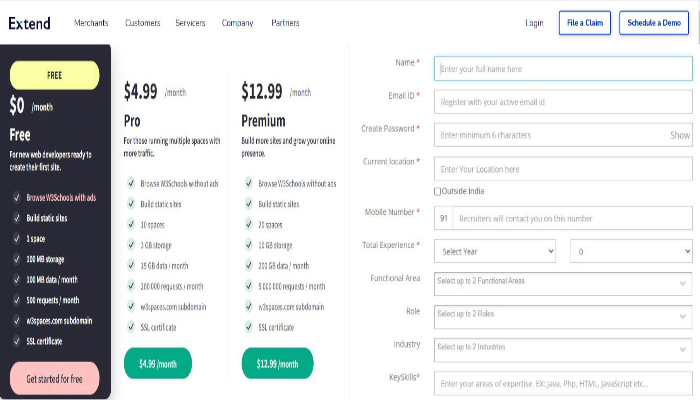 Extend
Merchants Customers Servicers Company Partners
Login File a Claim Schedule a Demo
FREE
$0 /month
Free
For new web developers ready to
create their first site.
Browse W3Schools with ads
Build static sites
1 space
100 MB storage
100 MB data / month
500 requests / month
w3spaces.com subdomain
SSL certificate
Get started for free
$4.99 /month
Pro
For those running multiple spaces with
more traffic.
Browse W3Schools without ads
Build static sites
10 spaces
3 GB storage
15 GB data / month
200 000 requests / month
w3spaces.com subdomain
SSL certificate
$4.99 /month
$12.99 /month
Premium
Build more sites and grow your online
presence.
Browse W3Schools without ads
Build static sites
20 spaces
10 GB storage
200 GB data / month
5 000 000 requests / month
w3spaces.com subdomain
SSL certificate
$12.99 /month
Name * Enter your full name here
Email ID * Register with your active email id
Create Password * Enter minimum 6 characters Show
Current location * Enter Your Location here
Outside India
Mobile Number * 91 Recruiters will contact you on this number
Total Experience * Select Year 0
Functional Area Select up to 2 Functional Areas
Role Select up to 2 Roles
Industry Select up to 2 Industries
KeySkills* Enter your areas of expertise. EX: java, Php, HTML, JavaScript etc...